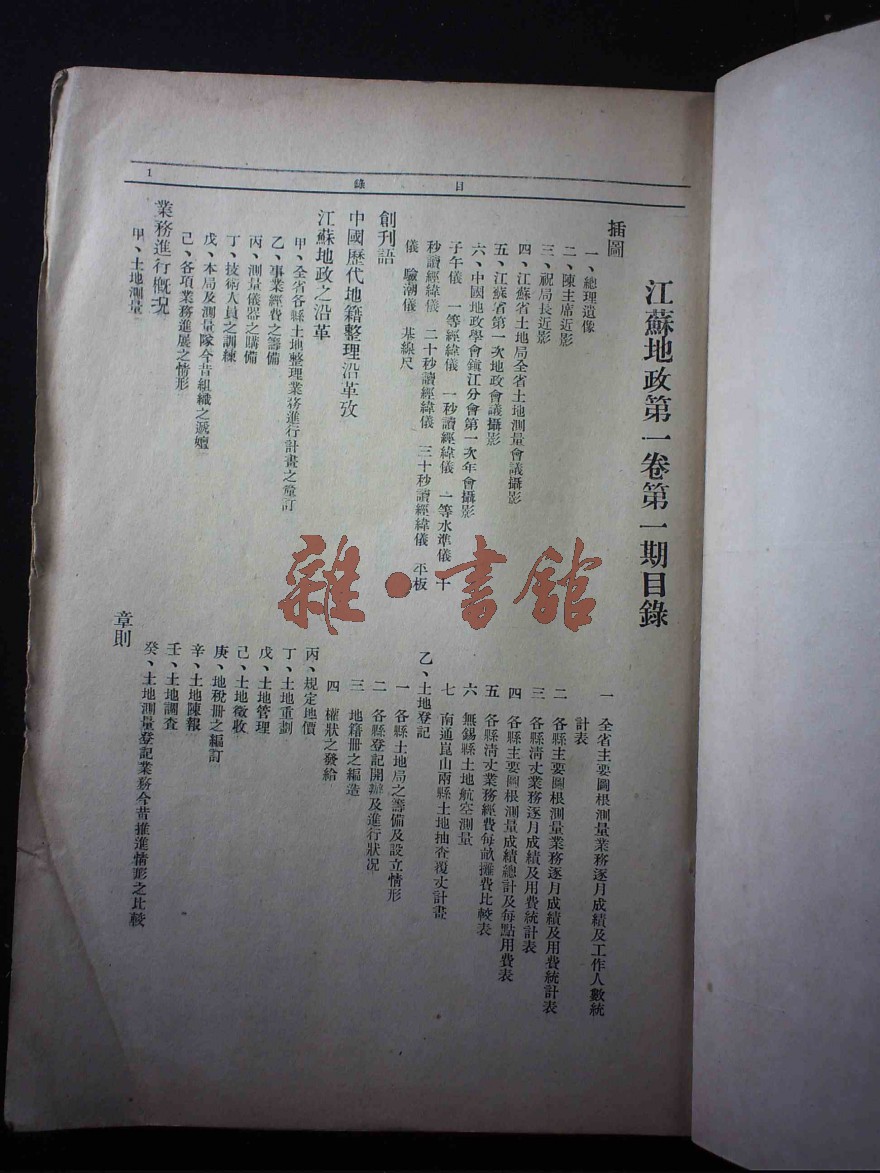 目錄
1
江蘇地政第一卷第一期目錄
插圖
一、總理遺像
二、陳主席近影
三、祝局長近影
四、江蘇省土地局全省土地測量會議攝影
五、江蘇省第一次地政會議攝影
六、中國地政學會鎮江分會第一次年會攝影
子午儀 一等經緯儀 一秒讀經緯儀 一等水準儀 十
秒讀經緯儀 二十秒讀經緯儀 三十秒讀經緯儀 平板
儀 驗潮儀 基線尺
創刊語
中國歷代地籍整理沿革攷
江蘇地政之沿革
甲、全省各縣土地整理業務進行計畫之釐訂
乙、事業經費之籌備
丙、測量儀器之購備
丁、技術人員之訓練
戊、本局及測量隊今昔組織之遞嬗
己、各項業務進展之情形
業務進行概況
甲、土地測量
一 全省主要圖根測量業務逐月成績及工作人數統
計表
二 各縣主要圖根測量業務逐月成績及用費統計表
三 各縣清丈業務逐月成績及用費統計表
四 各縣主要圖根測量成績總計及每點用費表
五 各縣清丈業務經費每畝攤費比較表
六 無錫縣土地航空測量
七 南通崑山兩縣土地抽查覆丈計畫
乙、土地登記
一 各縣土地局之籌備及設立情形
二 各縣登記開辦及進行狀況
三 地籍冊之編造
四 權狀之發給
丙、規定地價
丁、土地重劃
戊、土地管理
己、土地徵收
庚、地稅冊之編訂
辛、土地陳報
壬、土地調查
癸、土地測量登記業務今昔推進情形之比較
章則
雜·書館